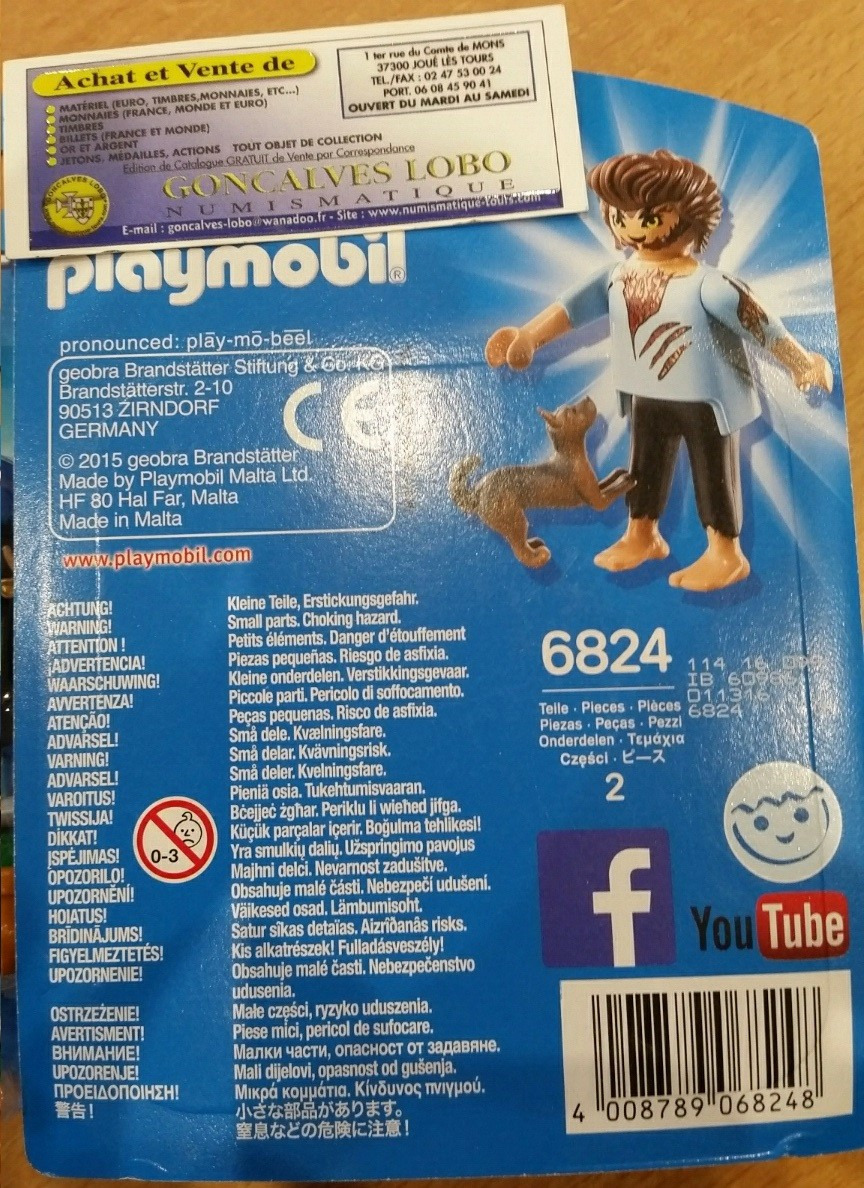 Achat et Vente de
MATÉRIEL (EURO, TIMBRES,MONNAIES, ETC...)
MONNAIES (FRANCE, MONDE ET EURO)
TIMBRES
BILLETS (FRANCE ET MONDE)
OR ET ARGENT
JETONS, MÉDAILLES, ACTIONS TOUT OBJET DE COLLECTION
Edition de Catalogue GRATUIT de Vente par Correspondance
1 ter rue du Comte de MONS
37300 JOUÉ LÈS TOURS
TEL./FAX : 02 47 53 00 24
PORT. 06 08 45 90 41
OUVERT DU MARDI AU SAMEDI
GONCALVES LOBO
GONCALVES LOBO
NUMISMATIQUE
E-mail : goncalves-lobo@wanadoo.fr - Site : www.numismatique-tours.com
playmobil®
pronounced: plāy-mō-bēēl
geobra Brandstätter Stiftung & Co. KG
Brandstätterstr. 2-10
90513 ZIRNDORF
GERMANY
CE
© 2015 geobra Brandstätter
Made by Playmobil Malta Ltd.
HF 80 Hal Far, Malta
Made in Malta
www.playmobil.com
ACHTUNG! Kleine Teile, Erstickungsgefahr.
WARNING! Small parts. Choking hazard.
ATTENTION ! Petits éléments. Danger d'étouffement
¡ADVERTENCIA! Piezas pequeñas. Riesgo de asfixia.
WAARSCHUWING! Kleine onderdelen. Verstikkingsgevaar.
AVVERTENZA! Piccole parti. Pericolo di soffocamento.
ATENÇÃO! Peças pequenas. Risco de asfixia.
ADVARSEL! Små dele. Kvælningsfare.
VARNING! Små delar. Kvävningsrisk.
ADVARSEL! Små deler. Kvelningsfare.
VAROITUS! Pieniä osia. Tukehtumisvaaran.
TWISSIJA! Bċejjeċ żgħar. Periklu li wieħed jifga.
DİKKAT! Küçük parçalar içerir. Boğulma tehlikesi!
ĮSPĖJIMAS! Yra smulkių dalių. Užspringimo pavojus
OPOZORILO! Majhni delci. Nevarnost zadušitve.
UPOZORNĚNÍ! Obsahuje malé části. Nebezpečí udušení.
HOIATUS! Väikesed osad. Lämbumisoht.
BRĪDINĀJUMS! Satur sīkas detaļas. Aizrīšanās risks.
FIGYELMEZTETÉS! Kis alkatrészek! Fulladásveszély!
UPOZORNENIE! Obsahuje malé časti. Nebezpečenstvo
udusenia.
OSTRZEŻENIE! Małe części, ryzyko uduszenia.
AVERTISMENT! Piese mici, pericol de sufocare.
ВНИМАНИЕ! Малки части, опасност от задавяне.
UPOZORENJE! Mali dijelovi, opasnost od gušenja.
ΠΡΟΕΙΔΟΠΟΙΗΣΗ! Μικρά κομμάτια. Κίνδυνος πνιγμού.
警告! 小さな部品があります。
窒息などの危険に注意!
0-3
6824
114 16
IB
011316
6824
Teile · Pieces · Pièces
Piezas · Peças · Pezzi
Onderdelen · Τεμάχια
Części · ピース
2
f
YouTube
4 008789 068248